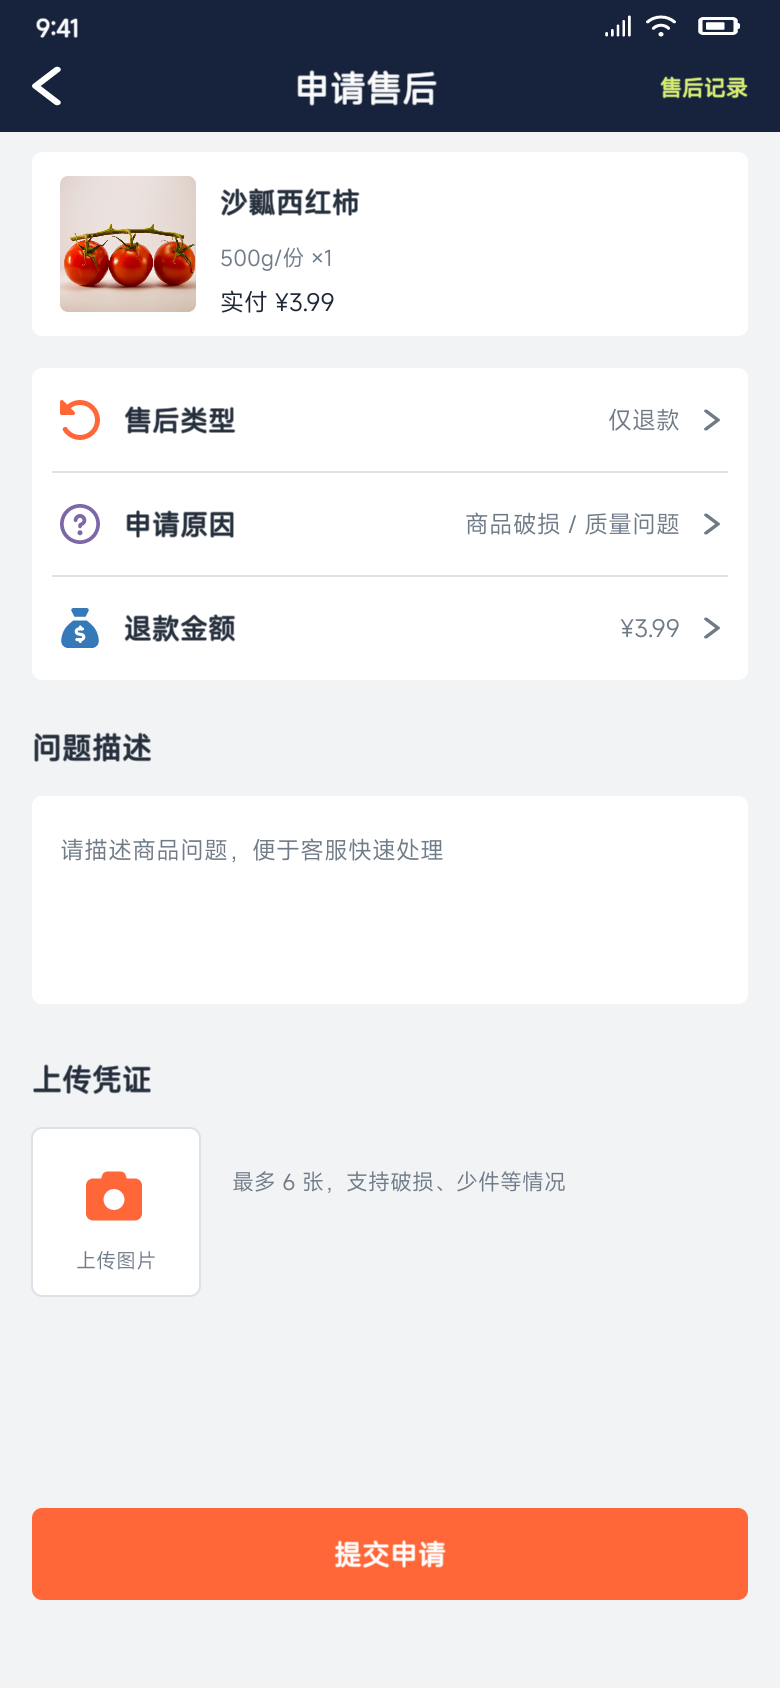 9:41
申请售后
售后记录
沙瓤西红柿
500g/份 ×1
实付 ¥3.99
售后类型
仅退款
申请原因
商品破损 / 质量问题
退款金额
¥3.99
问题描述
请描述商品问题，便于客服快速处理
上传凭证
最多 6 张，支持破损、少件等情况
上传图片
提交申请